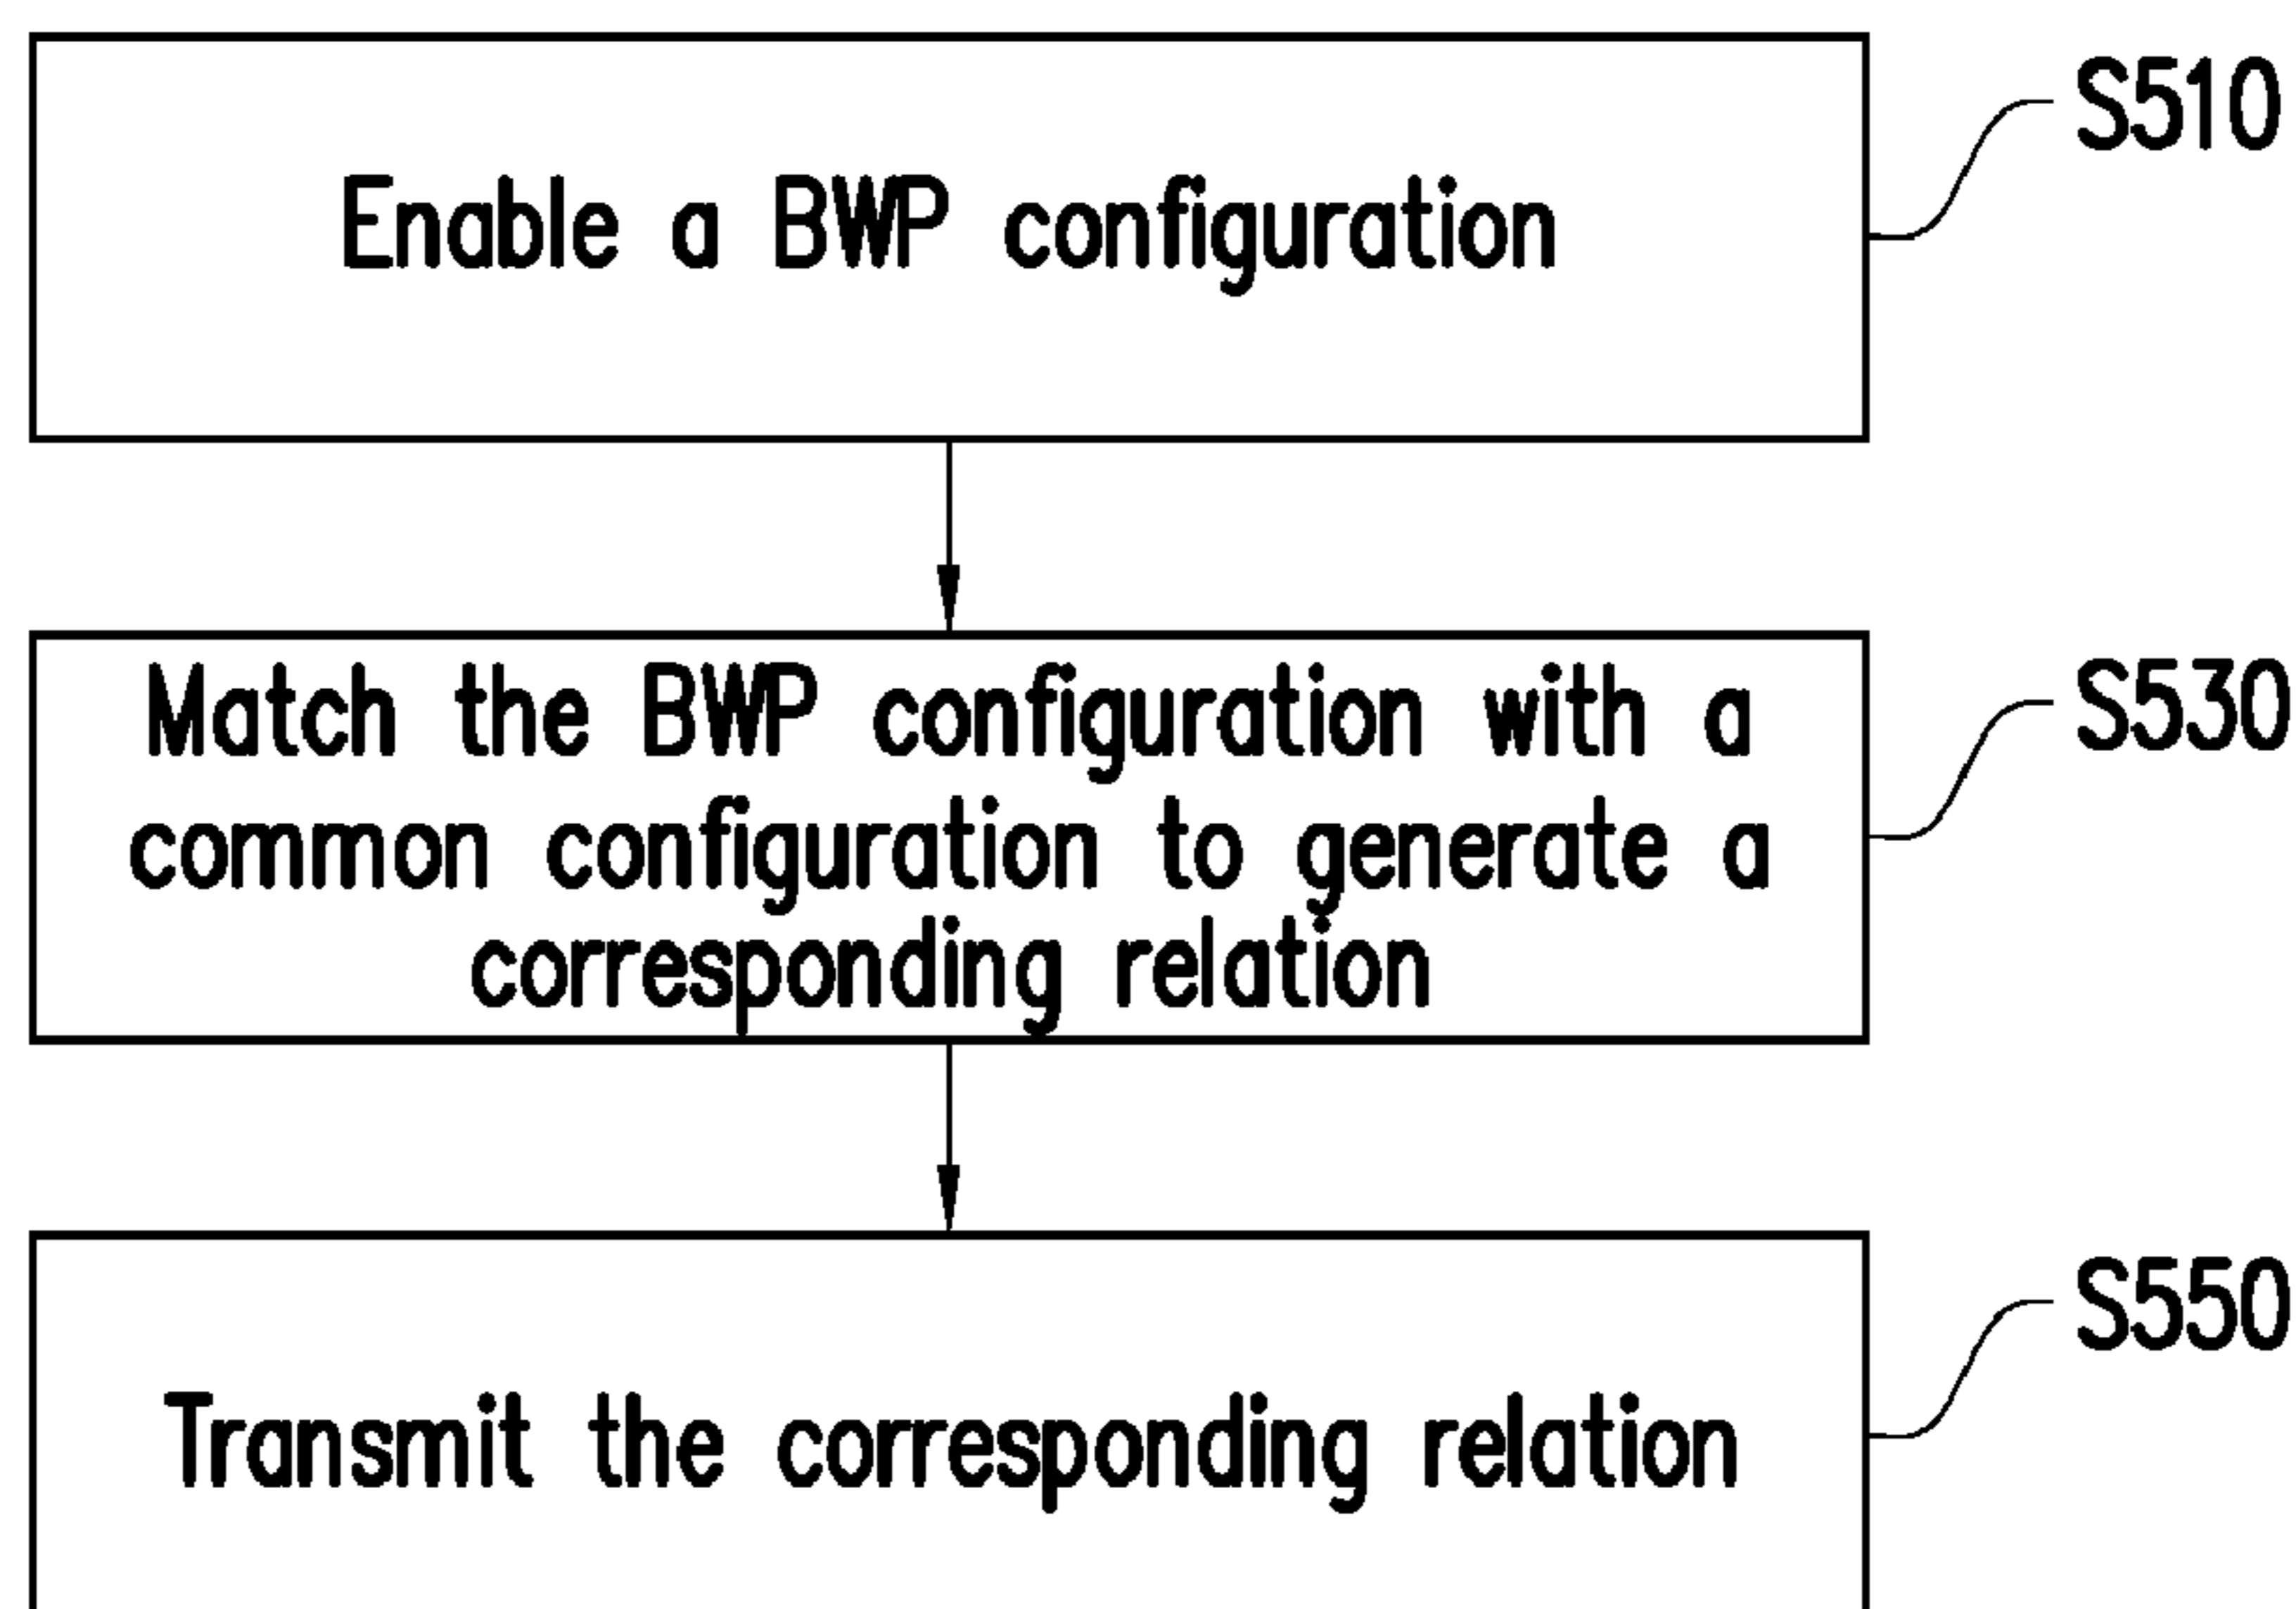 Enable a BWP configuration
S510
Match the BWP configuration with a
common configuration to generate a
corresponding relation
S530
Transmit the corresponding relation
S550